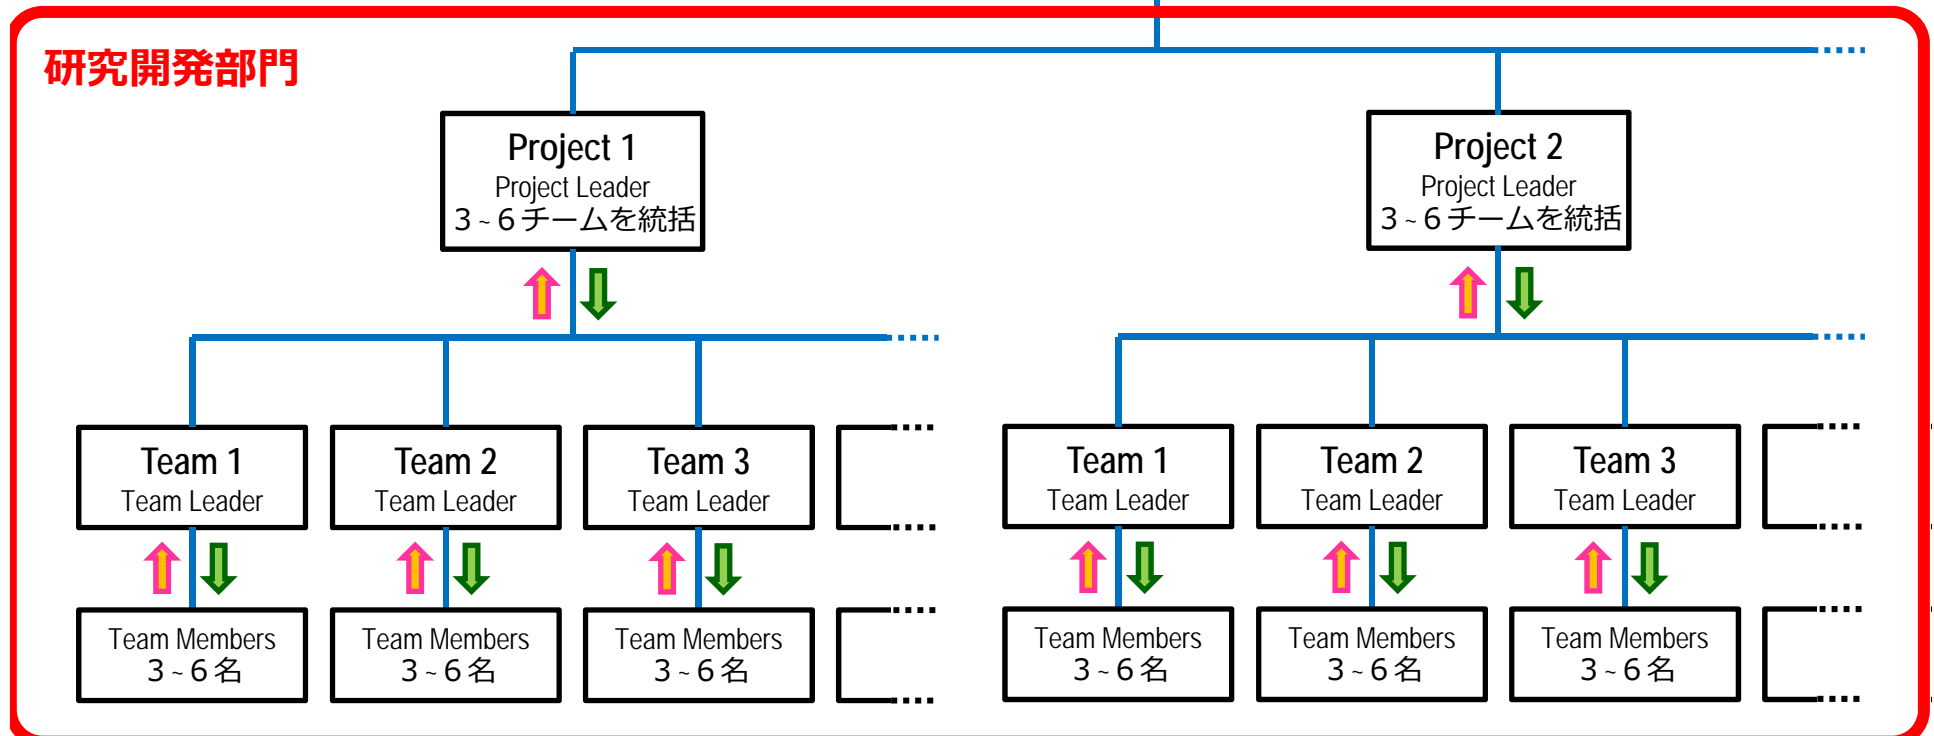 研究開発部門
Project 1
Project Leader
3~6チームを統括
Project 2
Project Leader
3~6チームを統括
Team 1
Team Leader
Team 2
Team Leader
Team 3
Team Leader
Team 1
Team Leader
Team 2
Team Leader
Team 3
Team Leader
Team Members
3~6名
Team Members
3~6名
Team Members
3~6名
Team Members
3~6名
Team Members
3~6名
Team Members
3~6名